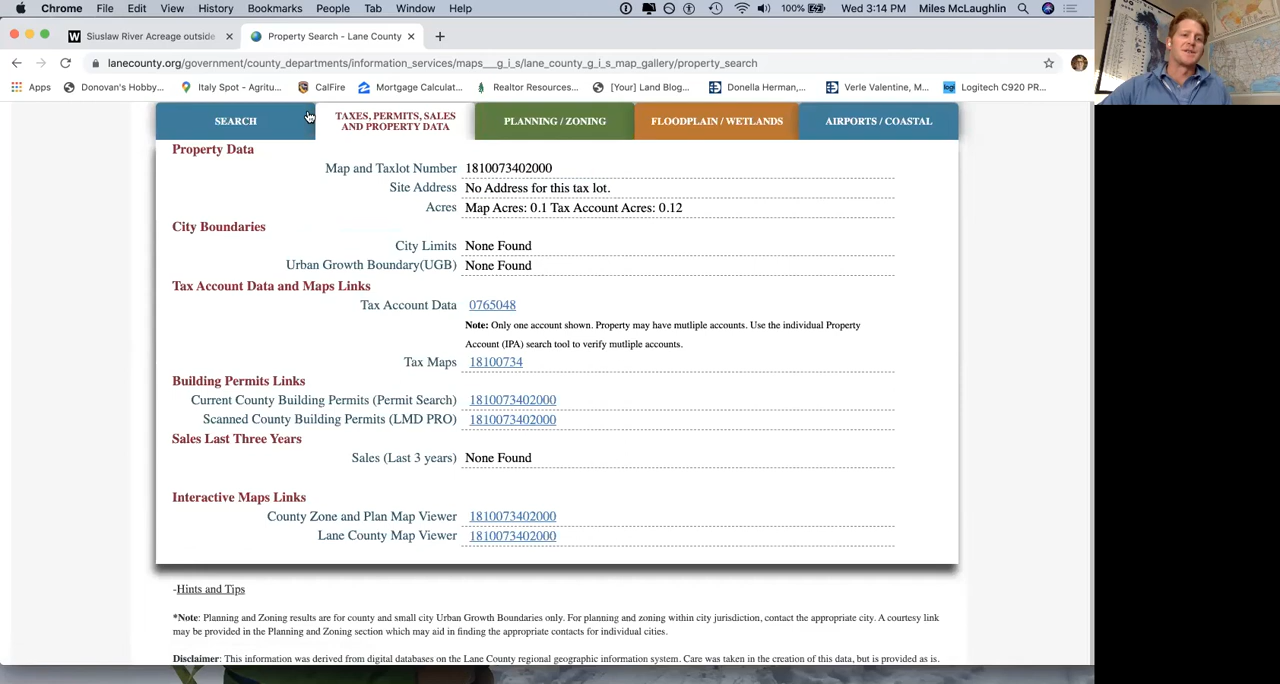 Chrome File Edit View History Bookmarks People Tab Window Help 100% Wed 3:14 PM Miles McLaughlin
W Siuslaw River Acreage outside × Property Search - Lane County × +
lanecounty.org/government/county_departments/information_services/maps___g_i_s/lane_county_g_i_s_map_gallery/property_search
Apps Donovan's Hobby... Italy Spot - Agritu... CalFire Mortgage Calculat... Realtor Resources... [Your] Land Blog... Donella Herman,... Verle Valentine, M... logi Logitech C920 PR...
SEARCH
TAXES, PERMITS, SALES
AND PROPERTY DATA
PLANNING / ZONING
FLOODPLAIN / WETLANDS
AIRPORTS / COASTAL
Property Data
Map and Taxlot Number 1810073402000
Site Address No Address for this tax lot.
Acres Map Acres: 0.1 Tax Account Acres: 0.12
City Boundaries
City Limits None Found
Urban Growth Boundary(UGB) None Found
Tax Account Data and Maps Links
Tax Account Data 0765048
Note: Only one account shown. Property may have mutliple accounts. Use the individual Property
Account (IPA) search tool to verify mutliple accounts.
Tax Maps 18100734
Building Permits Links
Current County Building Permits (Permit Search) 1810073402000
Scanned County Building Permits (LMD PRO) 1810073402000
Sales Last Three Years
Sales (Last 3 years) None Found
Interactive Maps Links
County Zone and Plan Map Viewer 1810073402000
Lane County Map Viewer 1810073402000
-Hints and Tips
*Note: Planning and Zoning results are for county and small city Urban Growth Boundaries only. For planning and zoning within city jurisdiction, contact the appropriate city. A courtesy link
may be provided in the Planning and Zoning section which may aid in finding the appropriate contacts for individual cities.
Disclaimer: This information was derived from digital databases on the Lane County regional geographic information system. Care was taken in the creation of this data, but is provided as is.